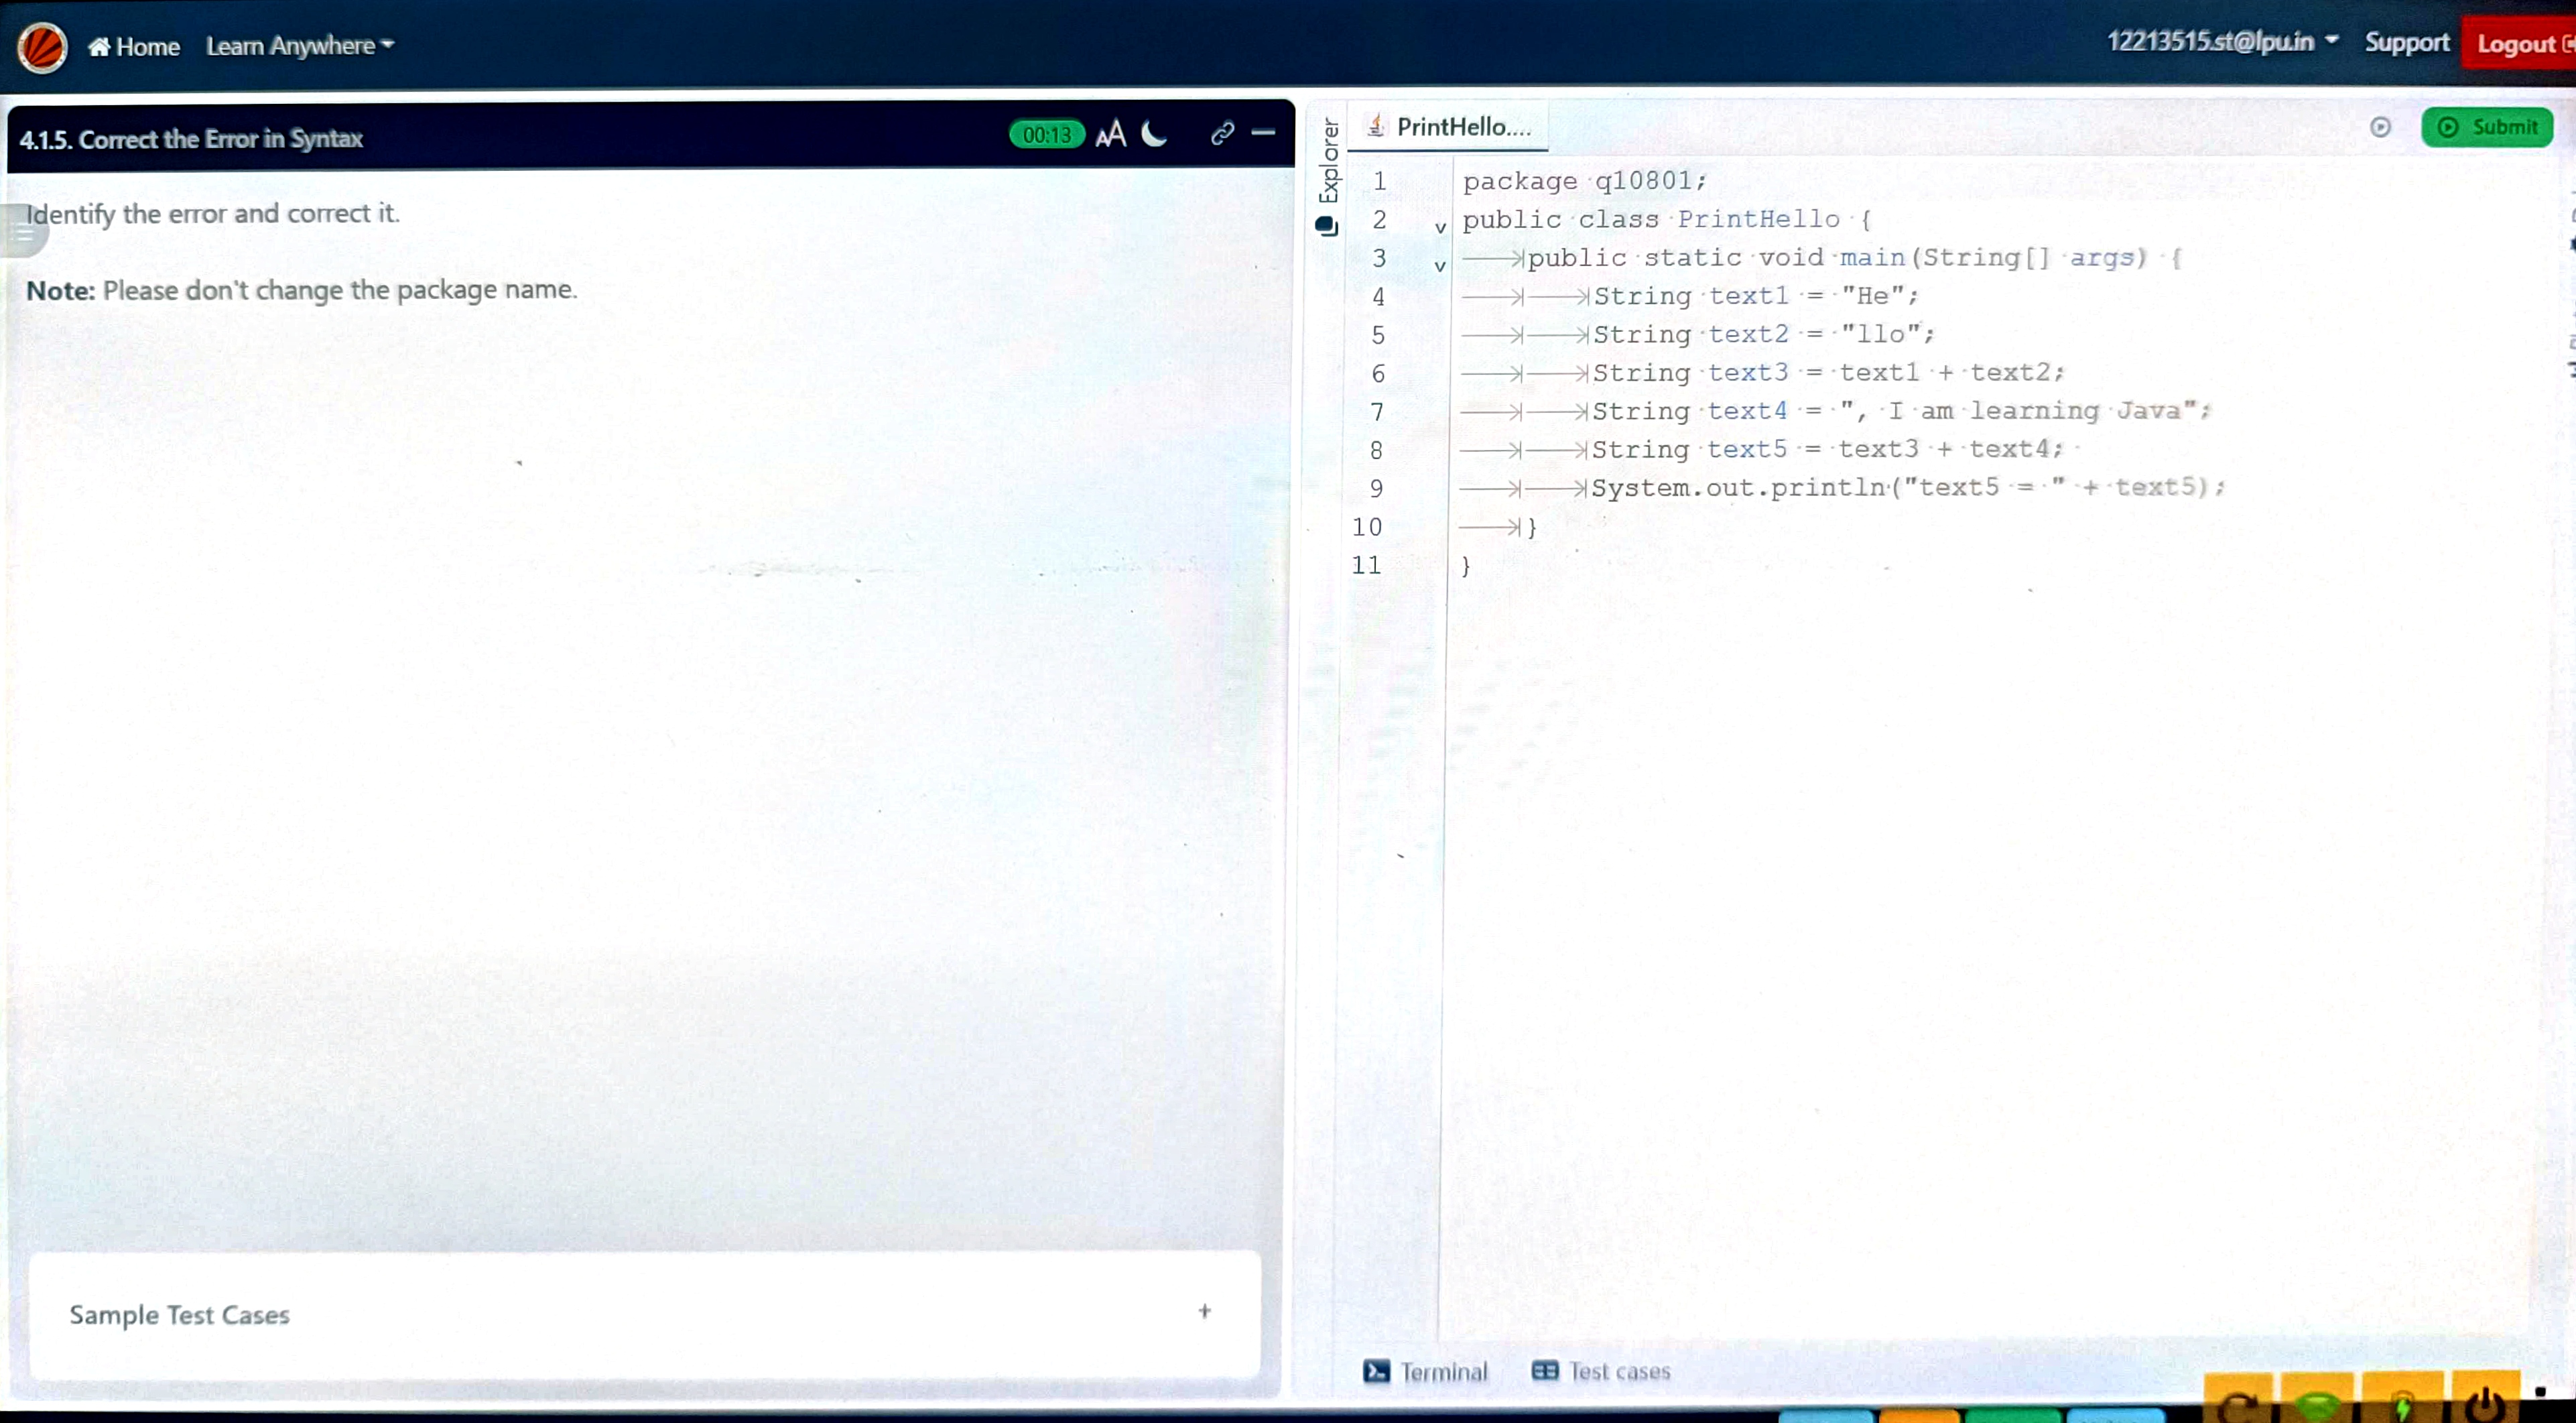 Home Learn Anywhere 12213515.st@lpu.in Support Logout
4.1.5. Correct the Error in Syntax 00:13 AA
Identify the error and correct it.
Note: Please don't change the package name.
Sample Test Cases +
Explorer
PrintHello.... Submit
1 package q10801;
2 public class PrintHello {
3 public static void main(String[] args) {
4 String text1 = "He";
5 String text2 = "llo";
6 String text3 = text1 + text2;
7 String text4 = ", I am learning Java";
8 String text5 = text3 + text4;
9 System.out.println("text5 = " + text5);
10 }
11 }
Terminal Test cases